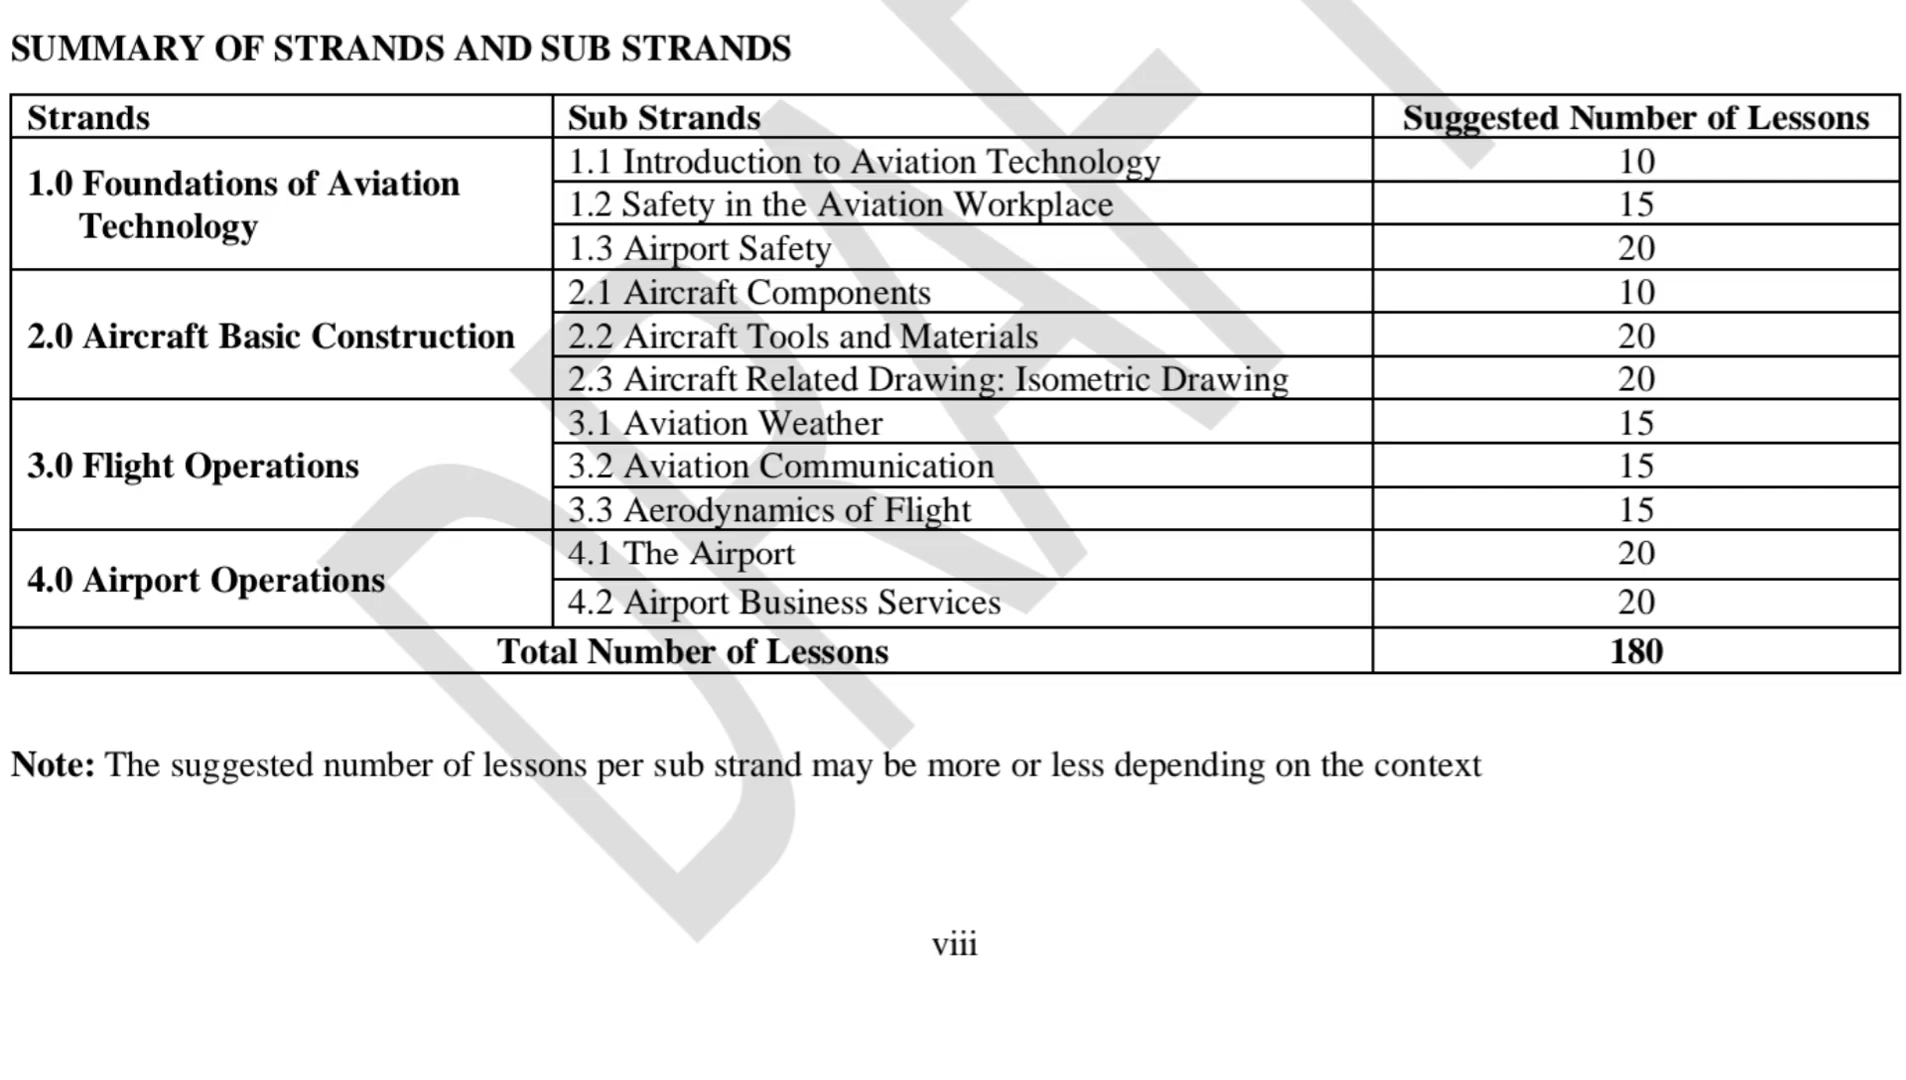 SUMMARY OF STRANDS AND SUB STRANDS
Strands Sub Strands Suggested Number of Lessons
1.0 Foundations of Aviation
Technology
1.1 Introduction to Aviation Technology 10
1.2 Safety in the Aviation Workplace 15
1.3 Airport Safety 20
2.0 Aircraft Basic Construction
2.1 Aircraft Components 10
2.2 Aircraft Tools and Materials 20
2.3 Aircraft Related Drawing: Isometric Drawing 20
3.0 Flight Operations
3.1 Aviation Weather 15
3.2 Aviation Communication 15
3.3 Aerodynamics of Flight 15
4.0 Airport Operations
4.1 The Airport 20
4.2 Airport Business Services 20
Total Number of Lessons 180
Note: The suggested number of lessons per sub strand may be more or less depending on the context
viii
DRAFT